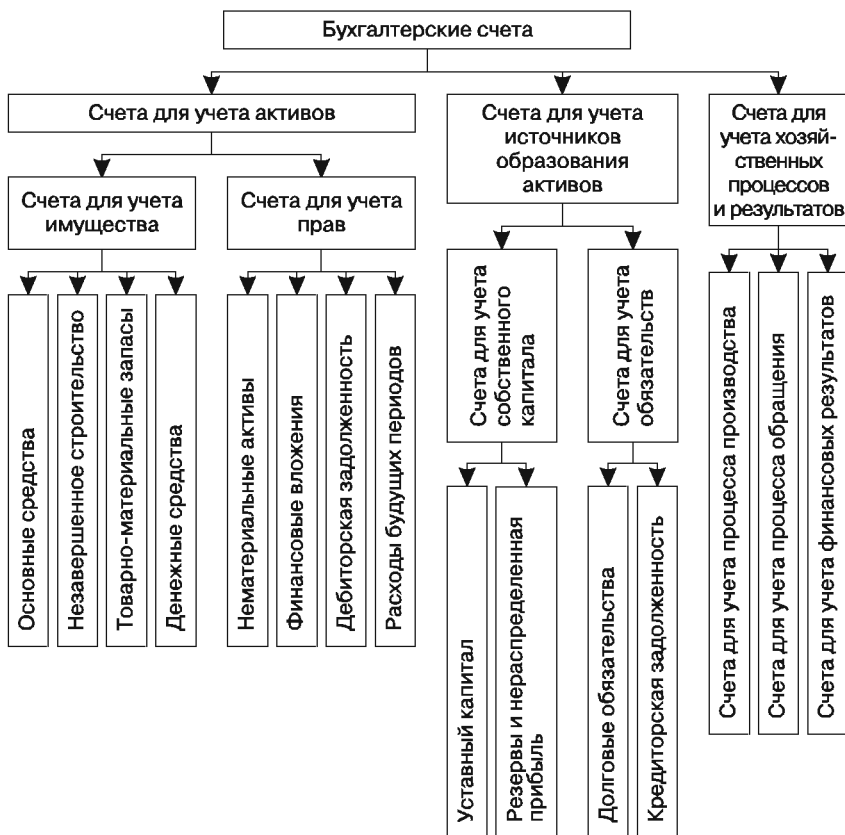 Бухгалтерские счета
Счета для учета активов
Счета для учета
источников
образования
активов
Счета для
учета хозяй-
ственных
процессов
и результатов
Счета для учета
имущества
Счета для учета
прав
Счета для учета
собственного
капитала
Счета для учета
обязательств
Основные средства
Незавершенное строительство
Товарно-материальные запасы
Денежные средства
Нематериальные активы
Финансовые вложения
Дебиторская задолженность
Расходы будущих периодов
Уставный капитал
Резервы и нераспределенная
прибыль
Долговые обязательства
Кредиторская задолженность
Счета для учета процесса производства
Счета для учета процесса обращения
Счета для учета финансовых результатов